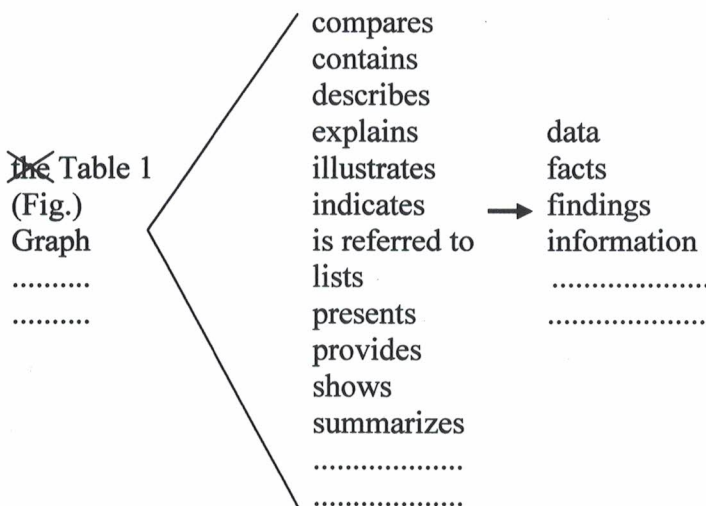 the Table 1
(Fig.)
Graph
..........
..........
compares
contains
describes
explains
illustrates
indicates
is referred to
lists
presents
provides
shows
summarizes
...................
...................
data
facts
findings
information
....................
....................